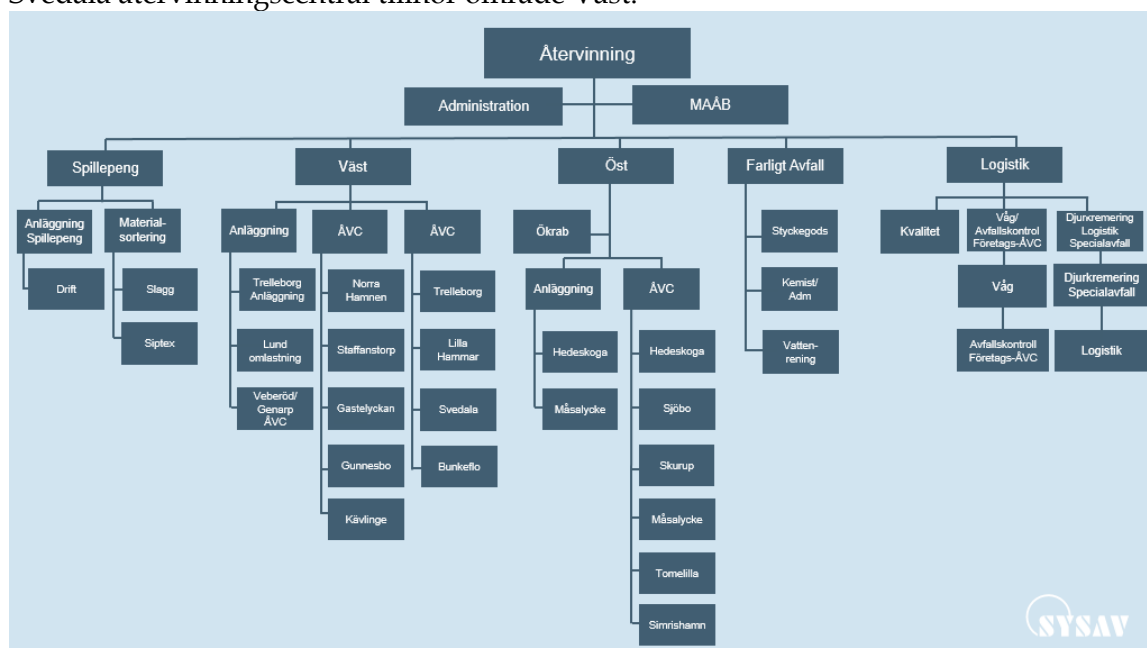 Svedala återvinningscentral tillhör område Väst.
Återvinning
Administration
MAÅB
Spillepeng
Väst
Öst
Farligt Avfall
Logistik
Anläggning
Spillepeng
Material-
sortering
Drift
Slagg
Siptex
Anläggning
ÅVC
ÅVC
Trelleborg
Anläggning
Lund
omlastning
Veberöd/
Genarp
ÅVC
Norra
Hamnen
Staffanstorp
Gastelyckan
Gunnesbo
Kävlinge
Trelleborg
Lilla
Hammar
Svedala
Bunkeflo
Ökrab
Anläggning
ÅVC
Hedeskoga
Måsalycke
Hedeskoga
Sjöbo
Skurup
Måsalycke
Tomelilla
Simrishamn
Styckegods
Kemist/
Adm
Vatten-
rening
Kvalitet
Våg/
Avfallskontrol
Företags-ÅVC
Våg
Avfallskontroll
Företags-ÅVC
Djurkremering
Logistik
Specialavfall
Djurkremering
Specialavfall
Logistik
SYSAV